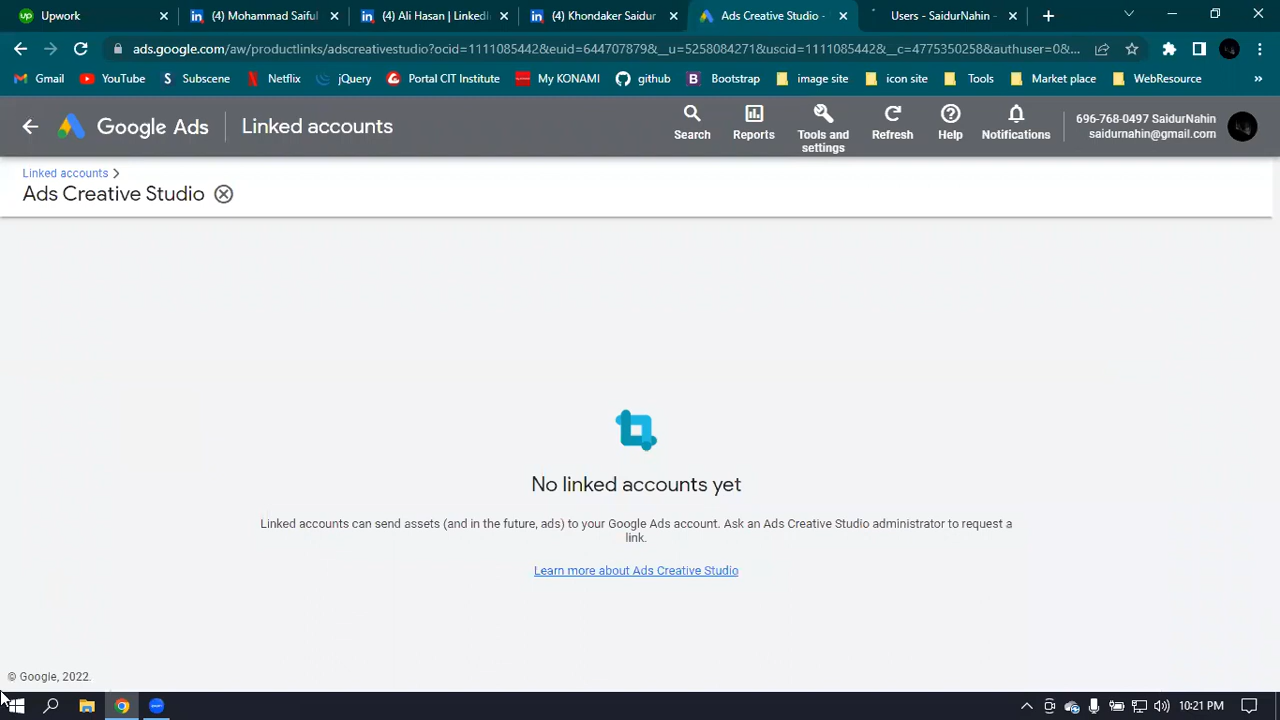 Upwork
(4) Mohammad Saiful
(4) Ali Hasan | Linkedi
(4) Khondaker Saidur
Ads Creative Studio -
Users - SaidurNahin -
ads.google.com/aw/productlinks/adscreativestudio?ocid=1111085442&euid=644707879&__u=5258084271&uscid=1111085442&__c=4775350258&authuser=0&...
Gmail
YouTube
Subscene
Netflix
jQuery
Portal CIT Institute
My KONAMI
github
Bootstrap
image site
icon site
Tools
Market place
WebResource
»
Google Ads
Linked accounts
Search
Reports
Tools and
settings
Refresh
Help
Notifications
696-768-0497 SaidurNahin
saidurnahin@gmail.com
Linked accounts
Ads Creative Studio
No linked accounts yet
Linked accounts can send assets (and in the future, ads) to your Google Ads account. Ask an Ads Creative Studio administrator to request a
link.
Learn more about Ads Creative Studio
© Google, 2022.
10:21 PM